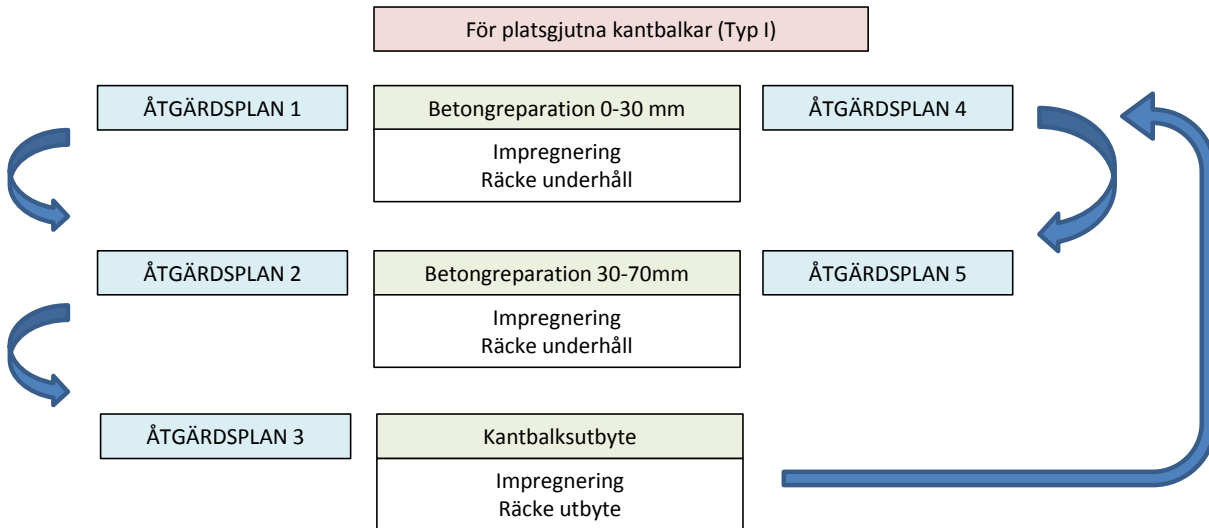 För platsgjutna kantbalkar (Typ I)
ÅTGÄRDSPLAN 1
Betongreparation 0-30 mm
ÅTGÄRDSPLAN 4
Impregnering
Räcke underhåll
ÅTGÄRDSPLAN 2
Betongreparation 30-70mm
ÅTGÄRDSPLAN 5
Impregnering
Räcke underhåll
ÅTGÄRDSPLAN 3
Kantbalksutbyte
Impregnering
Räcke utbyte